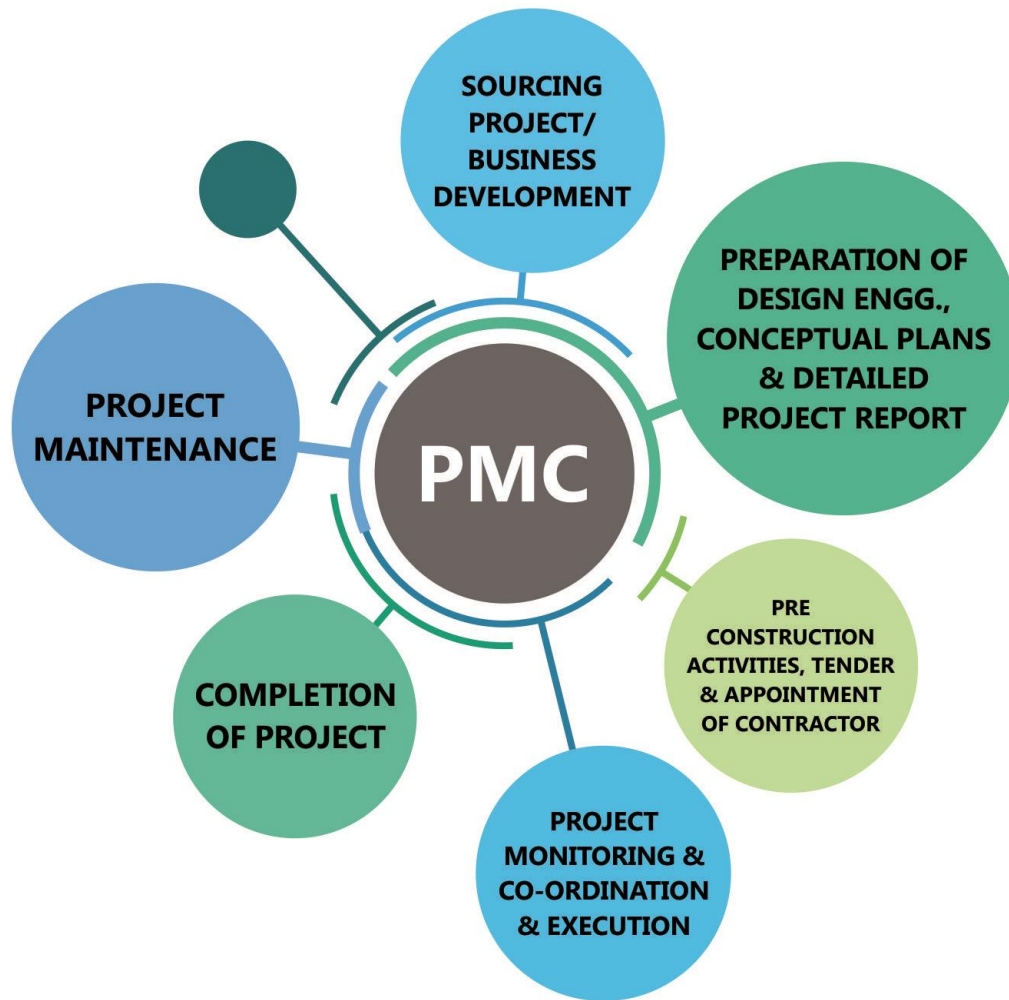 SOURCING
PROJECT/
BUSINESS
DEVELOPMENT
PREPARATION OF
DESIGN ENGG.,
CONCEPTUAL PLANS
& DETAILED
PROJECT REPORT
PRE
CONSTRUCTION
ACTIVITIES, TENDER
& APPOINTMENT
OF CONTRACTOR
PROJECT
MONITORING &
CO-ORDINATION
& EXECUTION
COMPLETION
OF PROJECT
PROJECT
MAINTENANCE
PMC